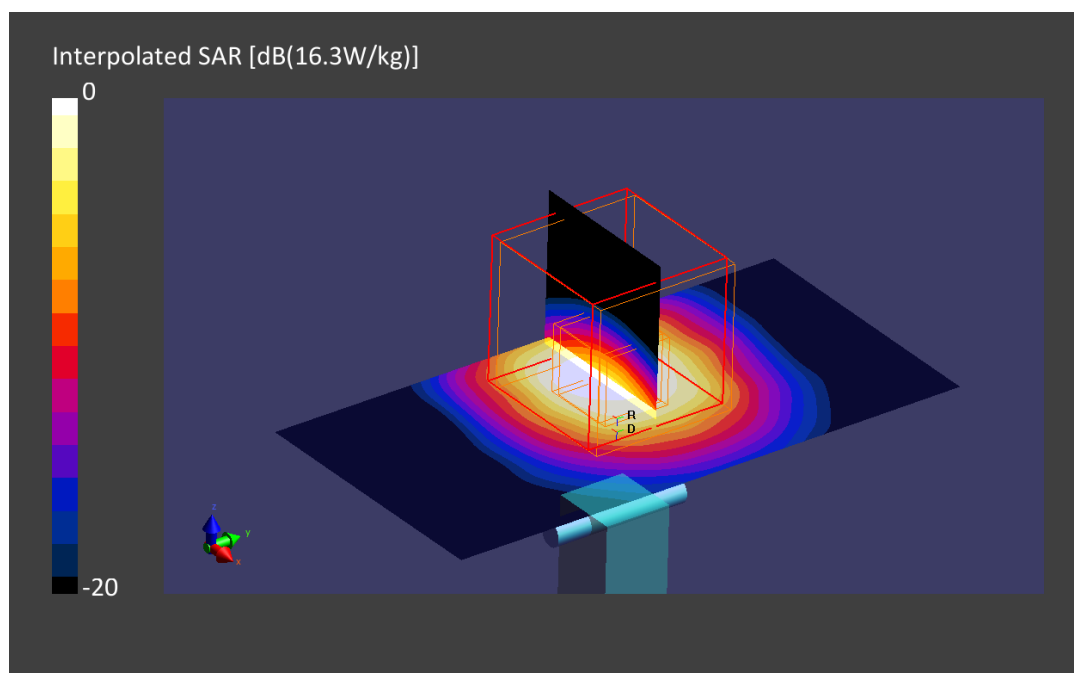 Interpolated SAR [dB(16.3W/kg)]
0
R
D
z
y
x
-20